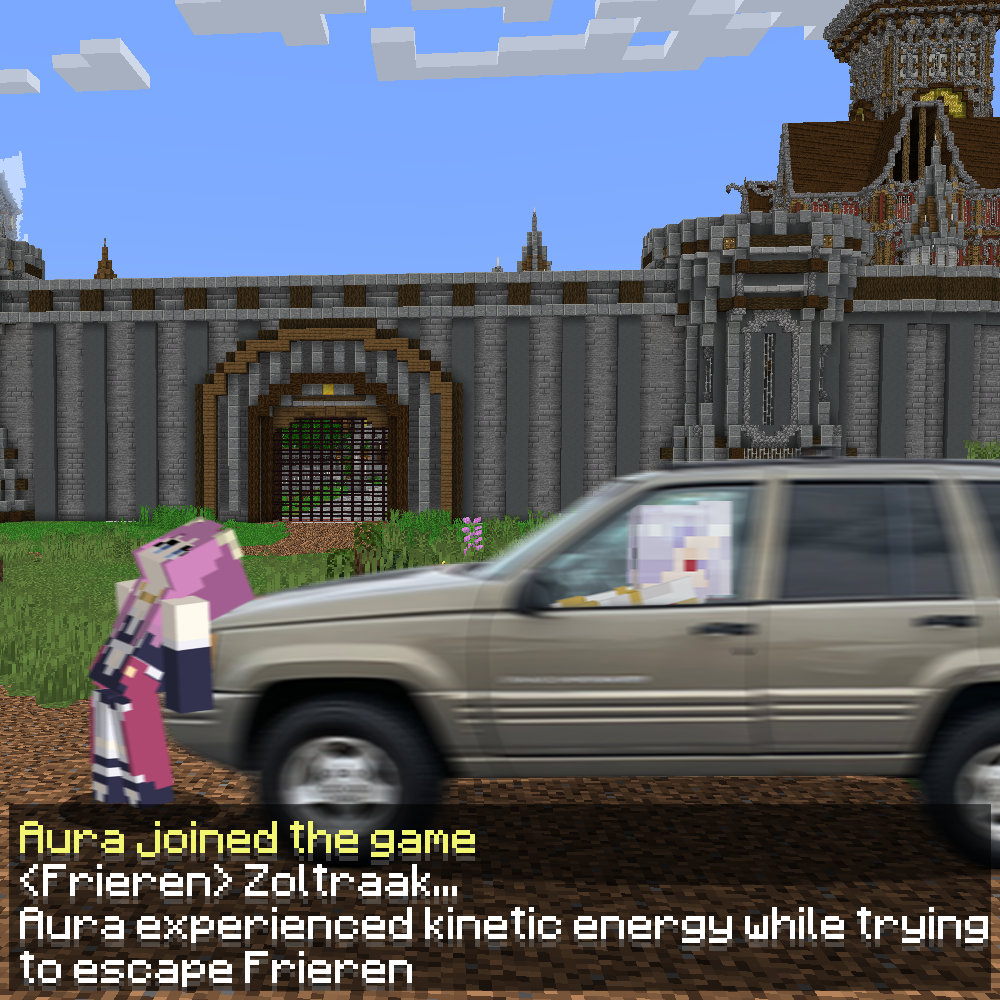 Aura joined the game
<Frieren> Zoltraak...
Aura experienced kinetic energy while trying
to escape Frieren